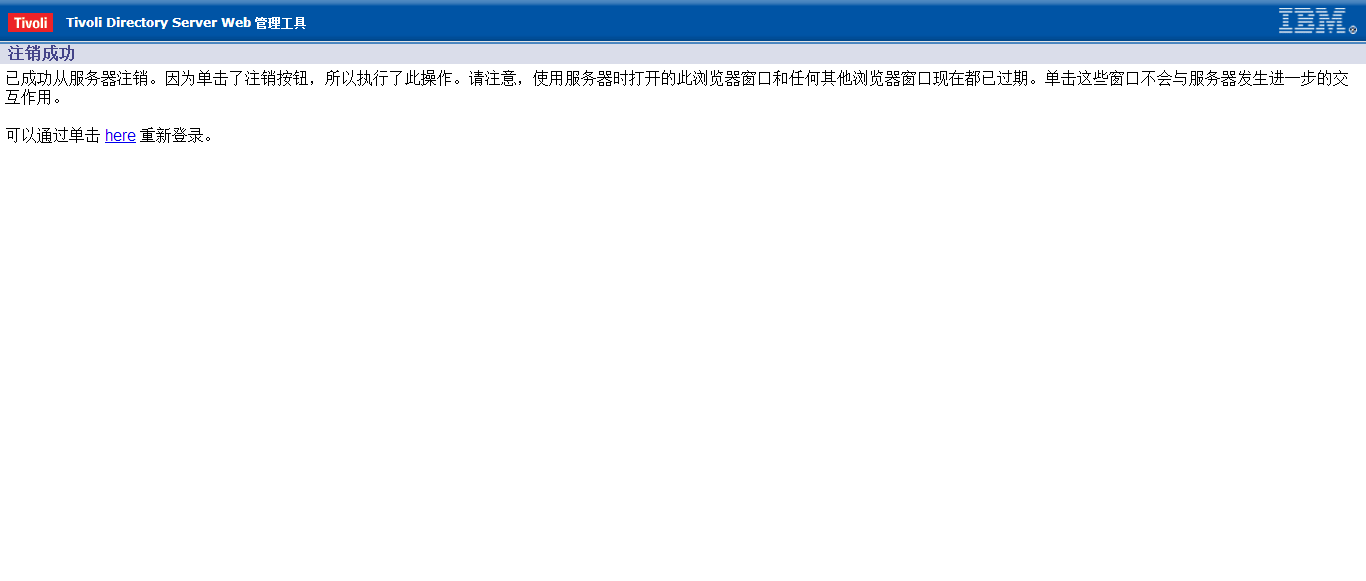 Tivoli Tivoli Directory Server Web 管理工具 IBM®
注销成功
已成功从服务器注销。因为单击了注销按钮，所以执行了此操作。请注意，使用服务器时打开的此浏览器窗口和任何其他浏览器窗口现在都已过期。单击这些窗口不会与服务器发生进一步的交
互作用。
可以通过单击 here 重新登录。